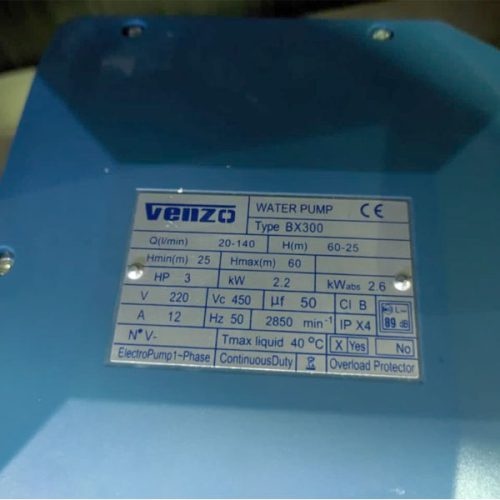 venzo WATER PUMP CE
Type BX300
Q(l/min) 20-140 H(m) 60-25
Hmin(m) 25 Hmax(m) 60
HP 3 kW 2.2 kWabs 2.6
V 220 Vc 450 µf 50 Cl B
A 12 Hz 50 2850 min⁻¹ IP X4 89 dB
N° V- Tmax liquid 40 °C X Yes No
ElectroPump1~Phase ContinuousDuty Overload Protector